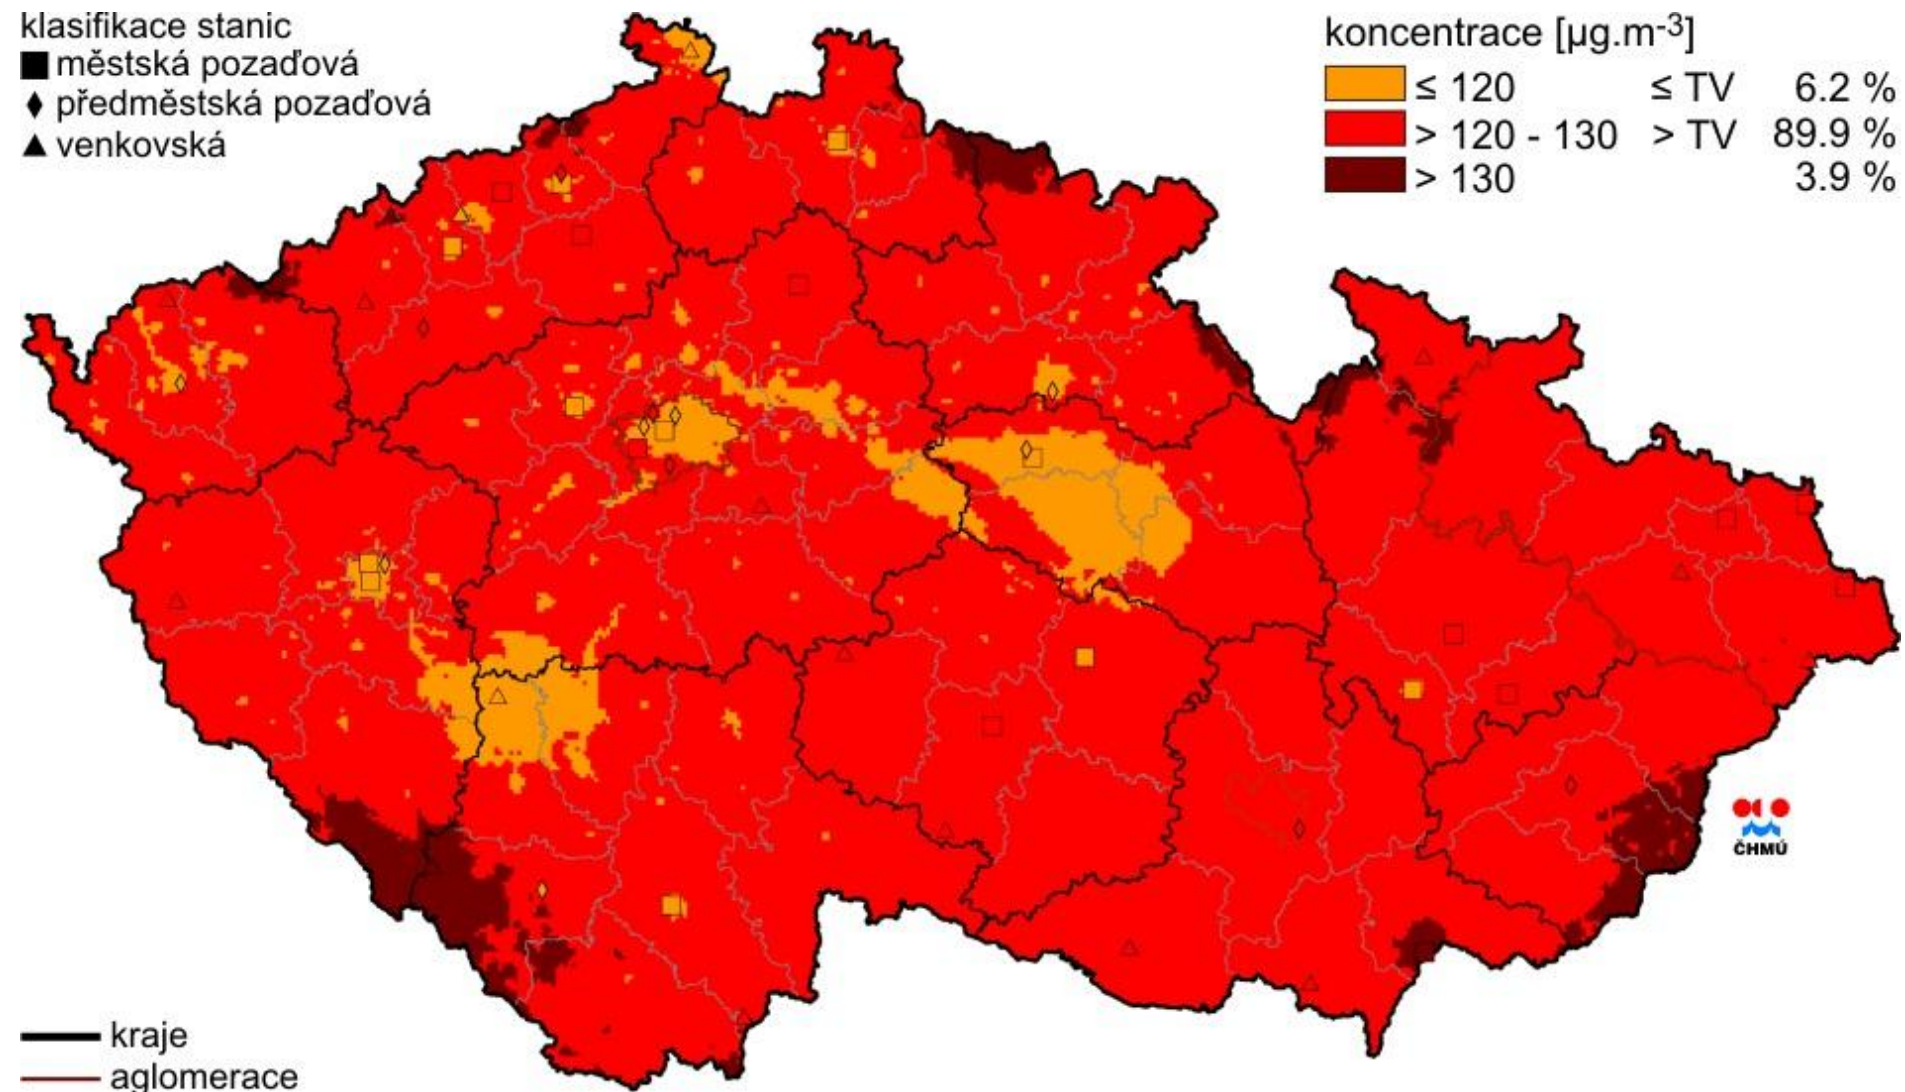 klasifikace stanic
městská pozaďová
předměstská pozaďová
venkovská
koncentrace [µg.m-3]
≤ 120 ≤ TV 6.2 %
> 120 - 130 > TV 89.9 %
> 130 3.9 %
ČHMÚ
kraje
aglomerace